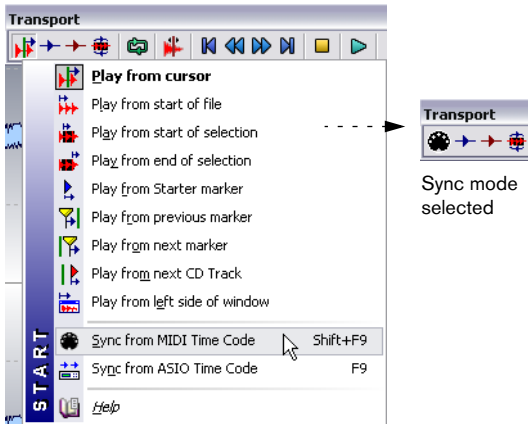 Transport
Play from cursor
Play from start of file
Play from start of selection
Play from end of selection
Play from Starter marker
Play from previous marker
Play from next marker
Play from next CD Track
Play from left side of window
Sync from MIDI Time Code Shift+F9
Sync from ASIO Time Code F9
Help
START
Transport
Sync mode
selected